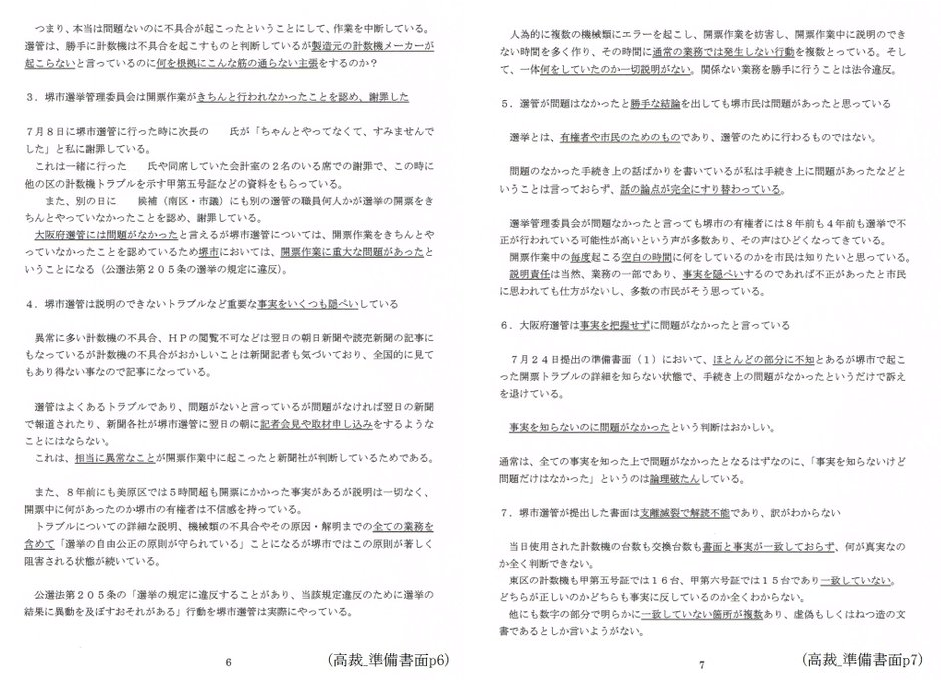 つまり、本当は問題ないのに不具合が起こったということにして、作業を中断している。
選管は、勝手に計数機は不具合を起こすものと判断しているが製造元の計数機メーカーが
起こらないと言っているのに何を根拠にこんな筋の通らない主張をするのか？
３．堺市選挙管理委員会は開票作業がきちんと行われなかったことを認め、謝罪した
７月８日に堺市選管に行った時に次長の　　氏が「ちゃんとやってなくて、すみませんで
した」と私に謝罪している。
これは一緒に行った　　氏や同席していた会計室の２名のいる席での謝罪で、この時に
他の区の計数機トラブルを示す甲第五号証などの資料をもらっている。
また、別の日に　　候補（南区・市議）にも別の選管の職員何人かが選挙の開票をき
ちんとやっていなかったことを認め、謝罪している。
大阪府選管には問題がなかったと言えるが堺市選管については、開票作業をきちんとや
っていなかったことを認めているため堺市においては、開票作業に重大な問題があったと
いうことになる（公選法第２０５条の選挙の規定に違反）。
４．堺市選管は説明のできないトラブルなど重要な事実をいくつも隠ぺいしている
異常に多い計数機の不具合、ＨＰの閲覧不可などは翌日の朝日新聞や読売新聞の記事に
もなっているが計数機の不具合がおかしいことは新聞記者も気づいており、全国的に見て
もあり得ない事なので記事になっている。
選管はよくあるトラブルであり、問題がないと言っているが問題がなければ翌日の新聞
で報道されたり、新聞各社が堺市選管に翌日の朝に記者会見や取材申し込みをするような
ことにはならない。
これは、相当に異常なことが開票作業中に起こったと新聞社が判断しているためである。
また、８年前にも美原区では５時間超も開票にかかった事実があるが説明は一切なく、
開票中に何があったのか堺市の有権者は不信感を持っている。
トラブルについての詳細な説明、機械類の不具合やその原因・解明までの全ての業務を
含めて「選挙の自由公正の原則が守られている」ことになるが堺市ではこの原則が著しく
阻害される状態が続いている。
公選法第２０５条の「選挙の規定に違反することがあり、当該規定違反のために選挙の
結果に異動を及ぼすおそれがある」行動を堺市選管は実際にやっている。
6
(高裁_準備書面p6)
人為的に複数の機械類にエラーを起こし、開票作業を妨害し、開票作業中に説明のでき
ない時間を多く作り、その時間に通常の業務では発生しない行動を複数とっている。そし
て、一体何をしていたのか一切説明がない。関係ない業務を勝手に行うことは法令違反。
５．選管が問題はなかったと勝手な結論を出しても堺市民は問題があったと思っている
選挙とは、有権者や市民のためのものであり、選管のために行わるものではない。
問題のなかった手続き上の話ばかりを書いているが私は手続き上に問題があったなどと
いうことは言っておらず、話の論点が完全にすり替わっている。
選挙管理委員会が問題なかったと言っても堺市の有権者には８年前も４年前も選挙で不
正が行われている可能性が高いという声が多数あり、その声はひどくなってきている。
開票作業中の毎度起こる空白の時間に何をしているのかを市民は知りたいと思っている。
説明責任は当然、業務の一部であり、事実を隠ぺいするのであれば不正があったと市民
に思われても仕方がないし、多数の市民がそう思っている。
６．大阪府選管は事実を把握せずに問題がなかったと言っている
７月２４日提出の準備書面（１）において、ほとんどの部分に不知とあるが堺市で起こ
った開票トラブルの詳細を知らない状態で、手続き上の問題がなかったというだけで訴え
を退けている。
事実を知らないのに問題がなかったという判断はおかしい。
通常は、全ての事実を知った上で問題がなかったとなるはずなのに、「事実を知らないけど
問題だけはなかった」というのは論理破たんしている。
７．堺市選管が提出した書面は支離滅裂で解読不能であり、訳がわからない
当日使用された計数機の台数も交換台数も書面と事実が一致しておらず、何が真実なの
か全く判断できない。
東区の計数機も甲第五号証では１６台、甲第六号証では１５台であり一致していない。
どちらが正しいのかどちらも事実に反しているのか全くわからない。
他にも数字の部分で明らかに一致していない箇所が複数あり、虚偽もしくはねつ造の文
書であるとしか言いようがない。
7
(高裁_準備書面p7)